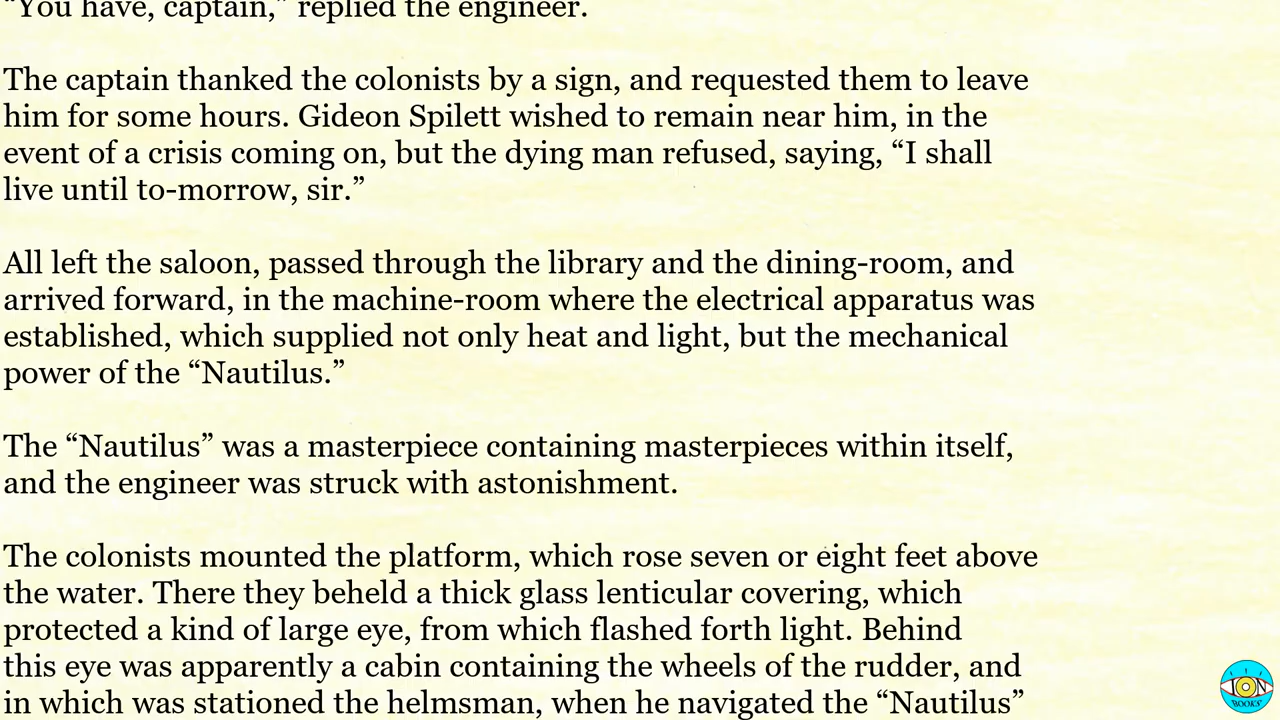 “You have, captain,” replied the engineer.
The captain thanked the colonists by a sign, and requested them to leave
him for some hours. Gideon Spilett wished to remain near him, in the
event of a crisis coming on, but the dying man refused, saying, “I shall
live until to-morrow, sir.”
All left the saloon, passed through the library and the dining-room, and
arrived forward, in the machine-room where the electrical apparatus was
established, which supplied not only heat and light, but the mechanical
power of the “Nautilus.”
The “Nautilus” was a masterpiece containing masterpieces within itself,
and the engineer was struck with astonishment.
The colonists mounted the platform, which rose seven or eight feet above
the water. There they beheld a thick glass lenticular covering, which
protected a kind of large eye, from which flashed forth light. Behind
this eye was apparently a cabin containing the wheels of the rudder, and
in which was stationed the helmsman, when he navigated the “Nautilus”
ION
BOOKS